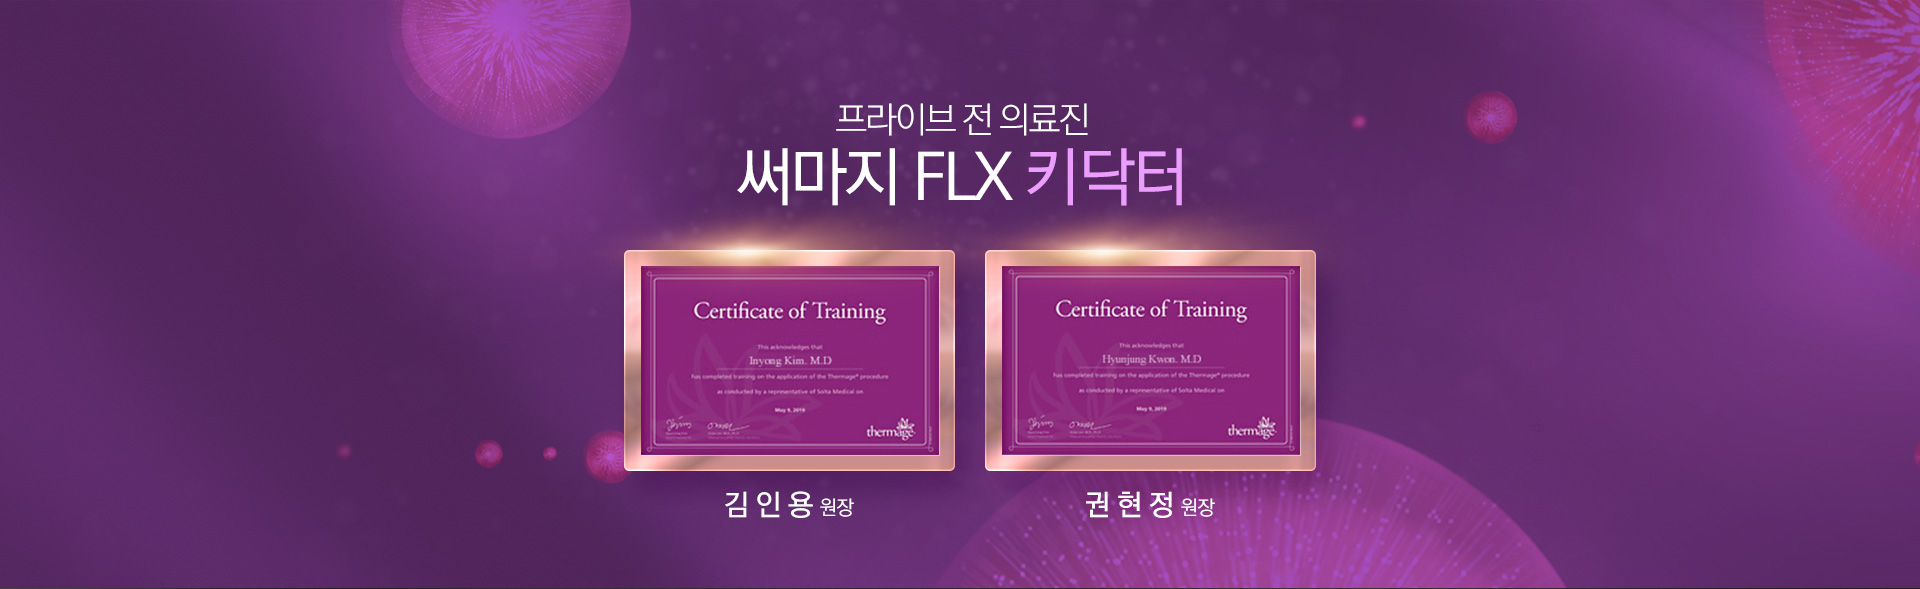 프라이브 전 의료진
써마지 FLX 키닥터
Certificate of Training
This acknowledges that
Inyong Kim. M.D
has completed training on the application of the Thermage® procedure
as conducted by a representative of Solta Medical on
May 9, 2019
thermage
김인용 원장
Certificate of Training
This acknowledges that
Hyunjung Kwon. M.D
has completed training on the application of the Thermage® procedure
as conducted by a representative of Solta Medical on
May 9, 2019
thermage
권현정 원장